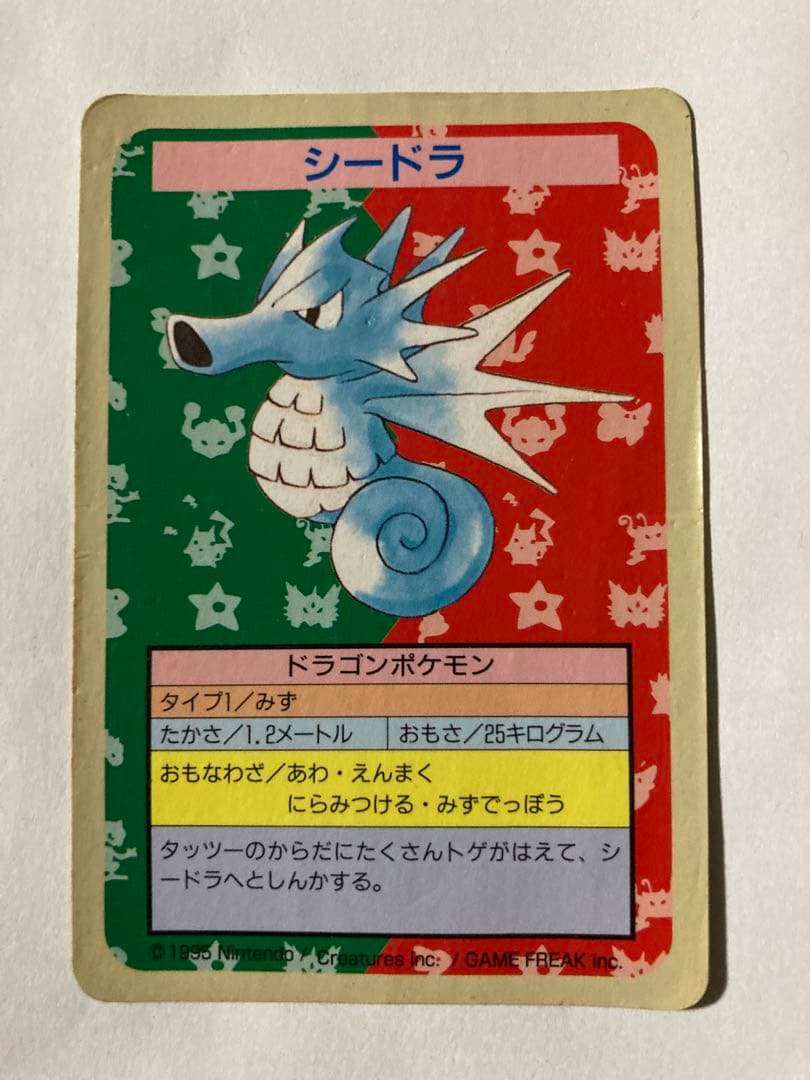 シードラ
ドラゴンポケモン
タイプ1/みず
たかさ/1.2メートル おもさ/25キログラム
おもなわざ/あわ・えんまく
にらみつける・みずでっぽう
タッツーのからだにたくさんトゲがはえて、シ
ードラへとしんかする。
© 1995 Nintendo / Creatures Inc. / GAME FREAK Inc.